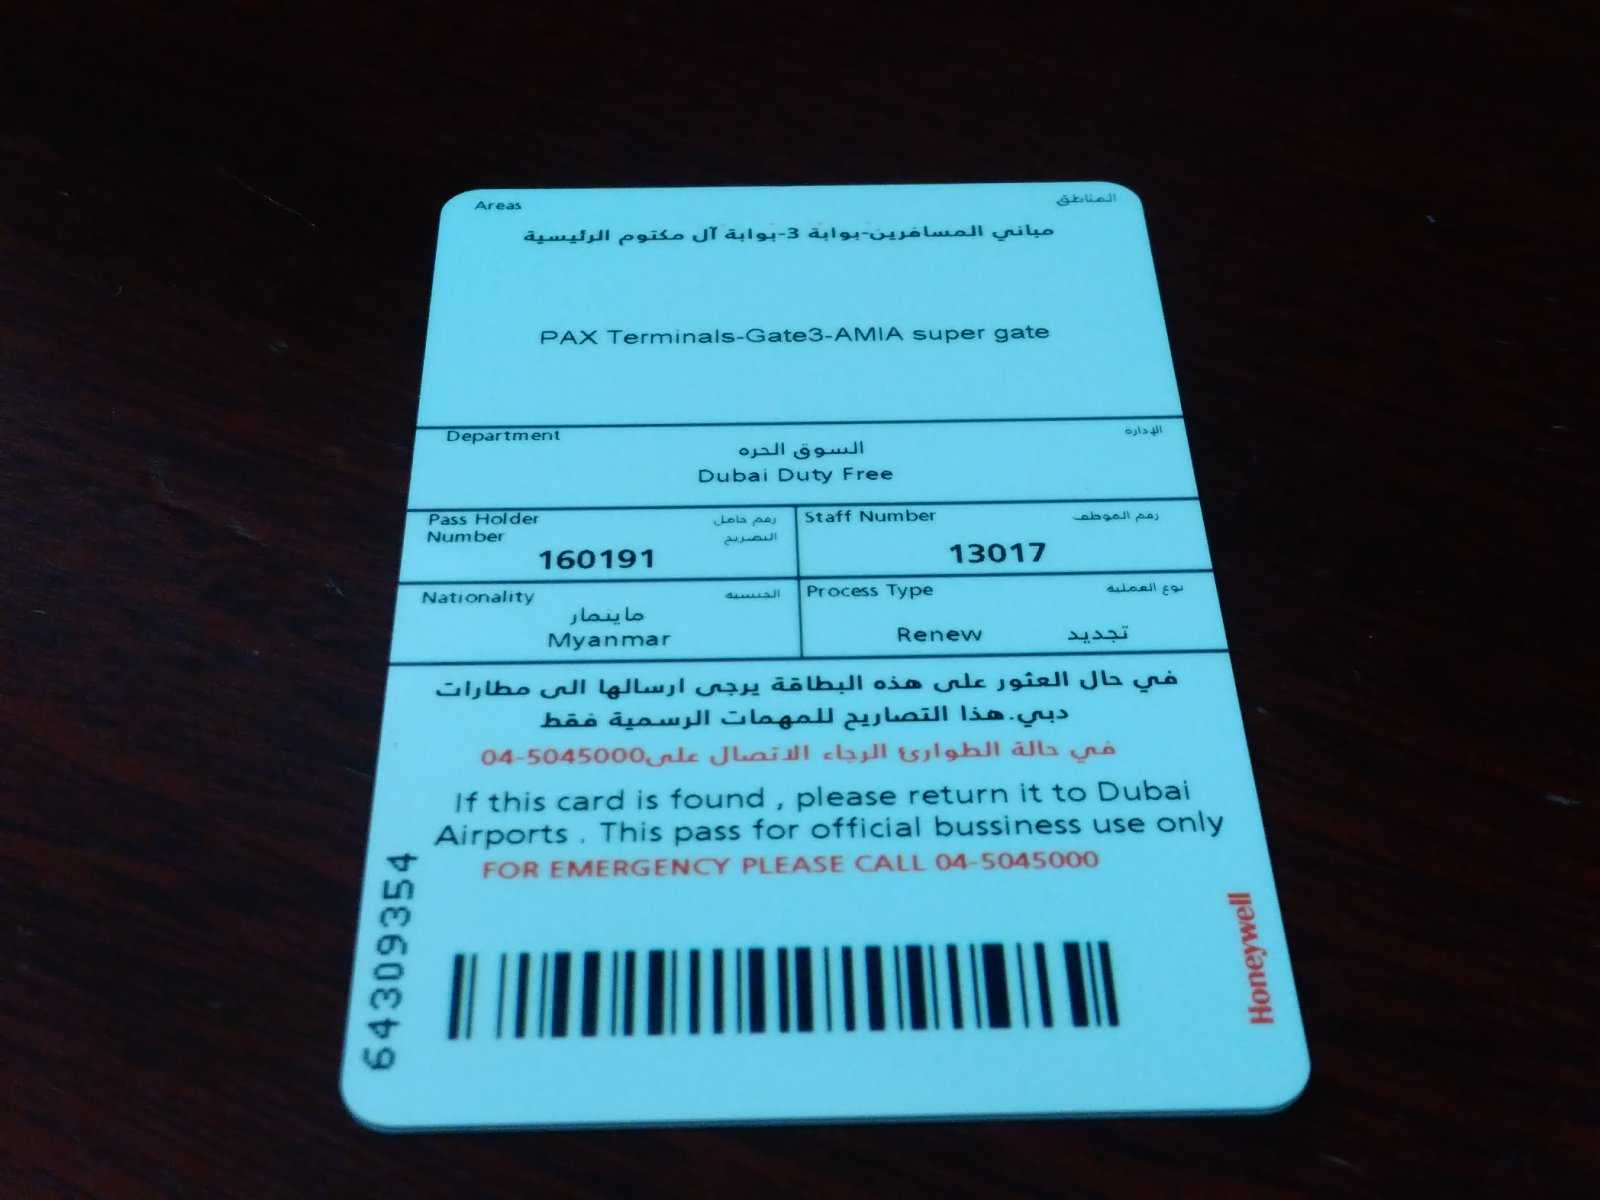 Areas
المناطق
مباني المسافرين-بوابة 3-بوابة آل مكتوم الرئيسية
PAX Terminals-Gate3-AMIA super gate
Department
الإدارة
السوق الحره
Dubai Duty Free
Pass Holder
Number
رقم حامل
التصريح
160191
Staff Number
رقم الموظف
13017
Nationality
الجنسيه
ماينمار
Myanmar
Process Type
نوع العمليه
Renew
تجديد
في حال العثور على هذه البطاقة يرجى ارسالها الى مطارات
دبي.هذا التصاريح للمهمات الرسمية فقط
في حالة الطوارئ الرجاء الاتصال على04-5045000
If this card is found , please return it to Dubai
Airports . This pass for official bussiness use only
FOR EMERGENCY PLEASE CALL 04-5045000
64309354
Honeywell